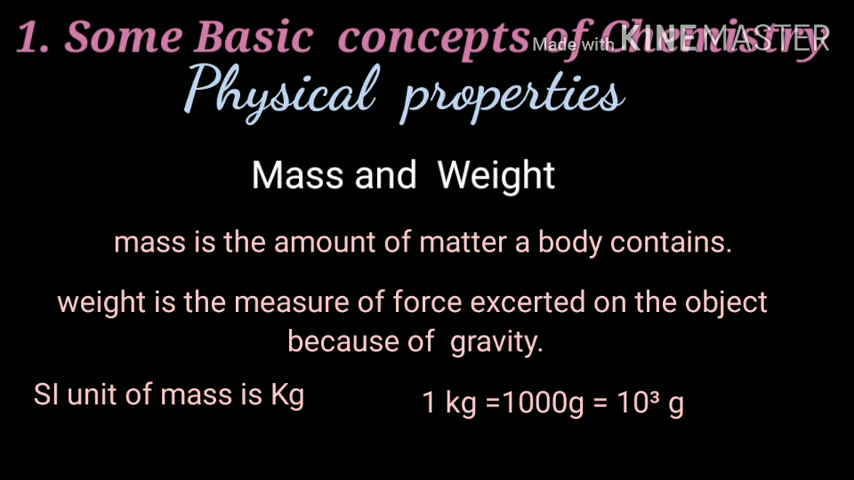 1. Some Basic concepts of Chemistry
Made with KINEMASTER
Physical properties
Mass and Weight
mass is the amount of matter a body contains.
weight is the measure of force excerted on the object
because of gravity.
SI unit of mass is Kg
1 kg =1000g = 10³ g